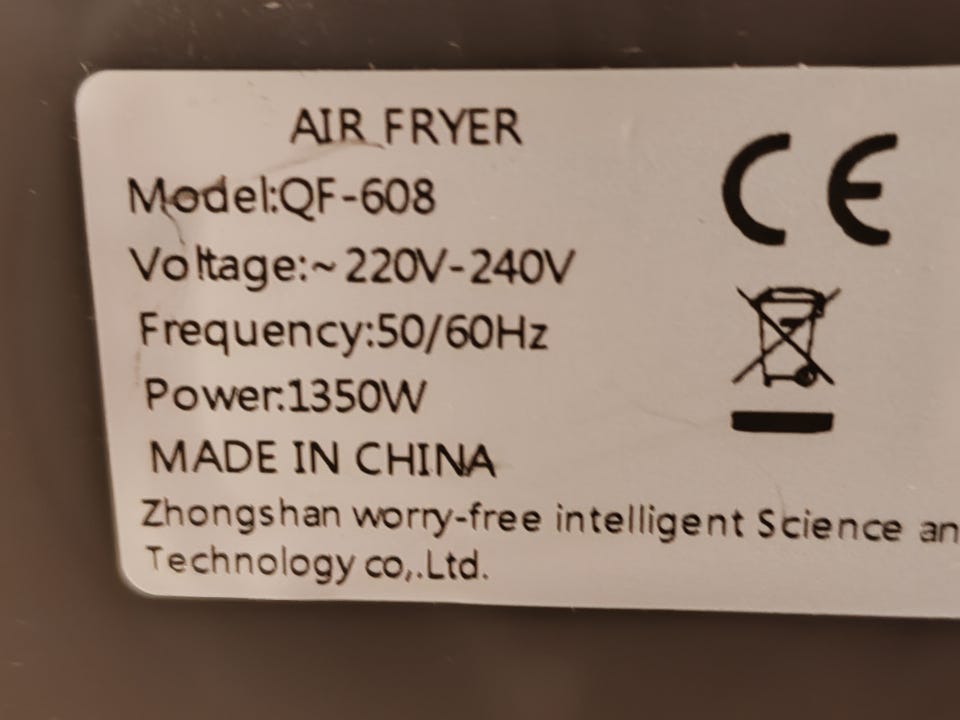 AIR FRYER
Model:QF-608
Voltage:~220V-240V
Frequency:50/60Hz
Power:1350W
MADE IN CHINA
Zhongshan worry-free intelligent Science an
Technology co,.Ltd.
CE